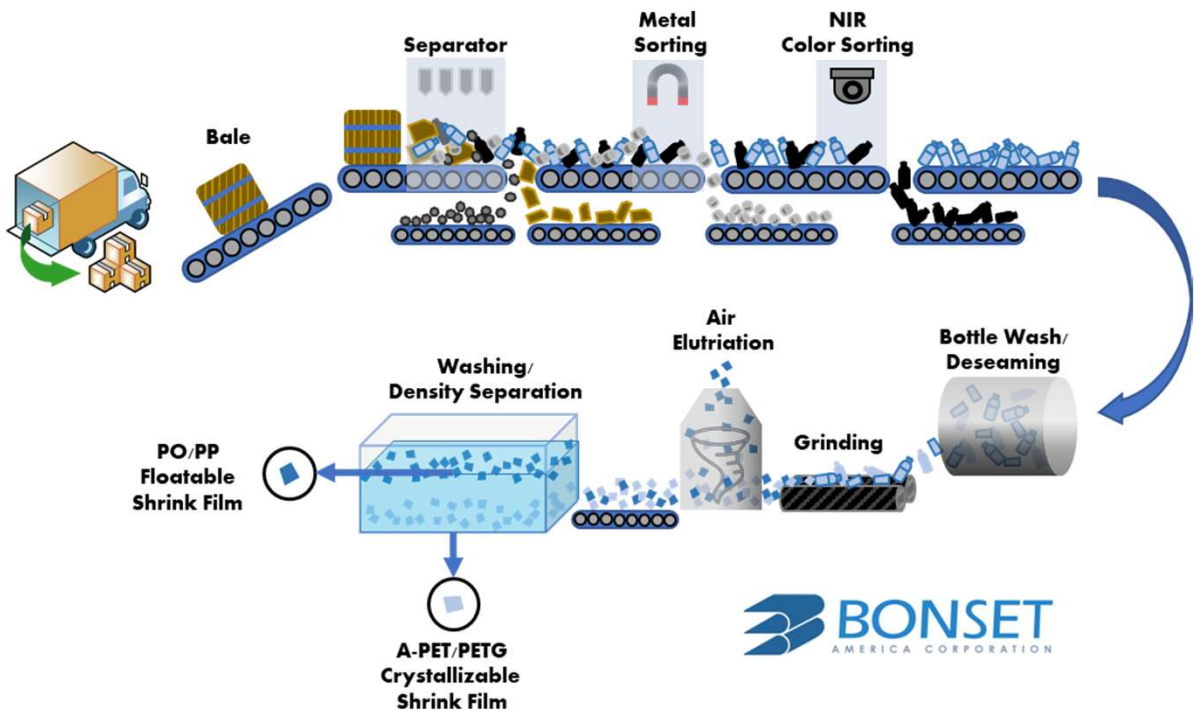 Bale
Separator
Metal
Sorting
NIR
Color Sorting
Bottle Wash/
Deseaming
Grinding
Air
Elutriation
Washing/
Density Separation
PO/PP
Floatable
Shrink Film
A-PET/PETG
Crystallizable
Shrink Film
BONSET
AMERICA CORPORATION